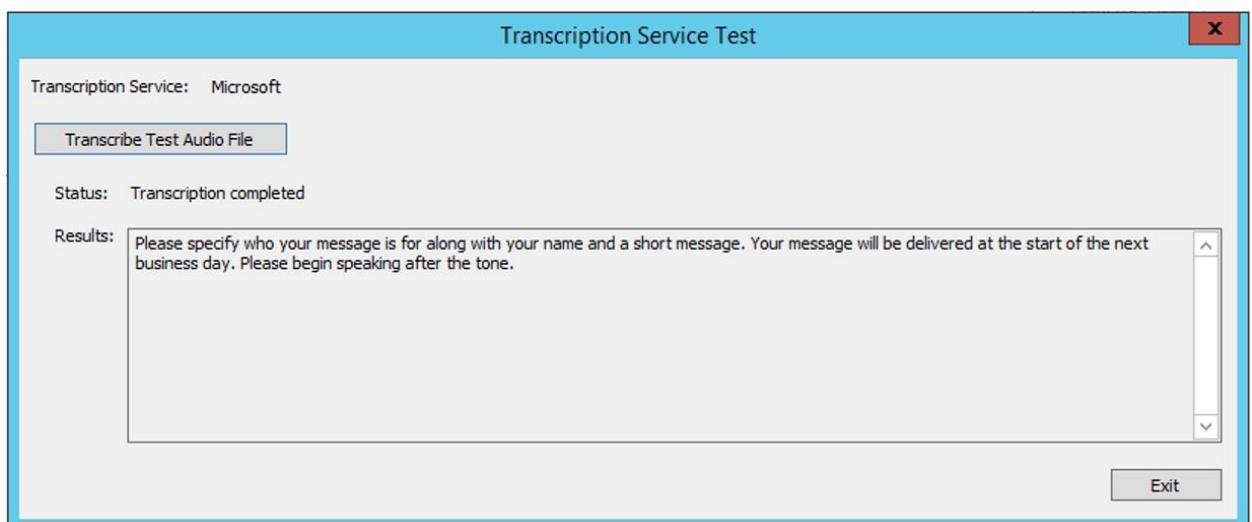 Transcription Service Test
x
Transcription Service: Microsoft
Transcribe Test Audio File
Status: Transcription completed
Results: Please specify who your message is for along with your name and a short message. Your message will be delivered at the start of the next
business day. Please begin speaking after the tone.
Exit